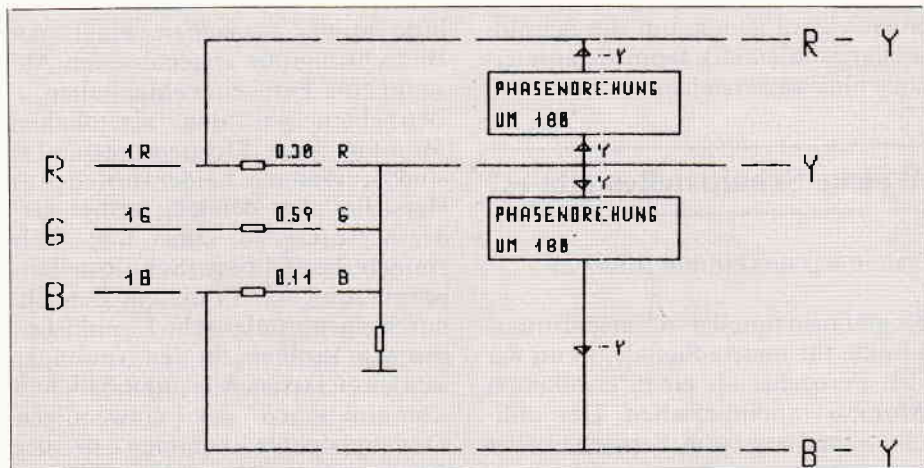 R - Y
-Y
PHASENDREHUNG
UM 180
Y
R 1R 0.30 R Y
Y
PHASENDREHUNG
UM 180
G 1G 0.59 G
B 1B 0.11 B
-Y
B - Y